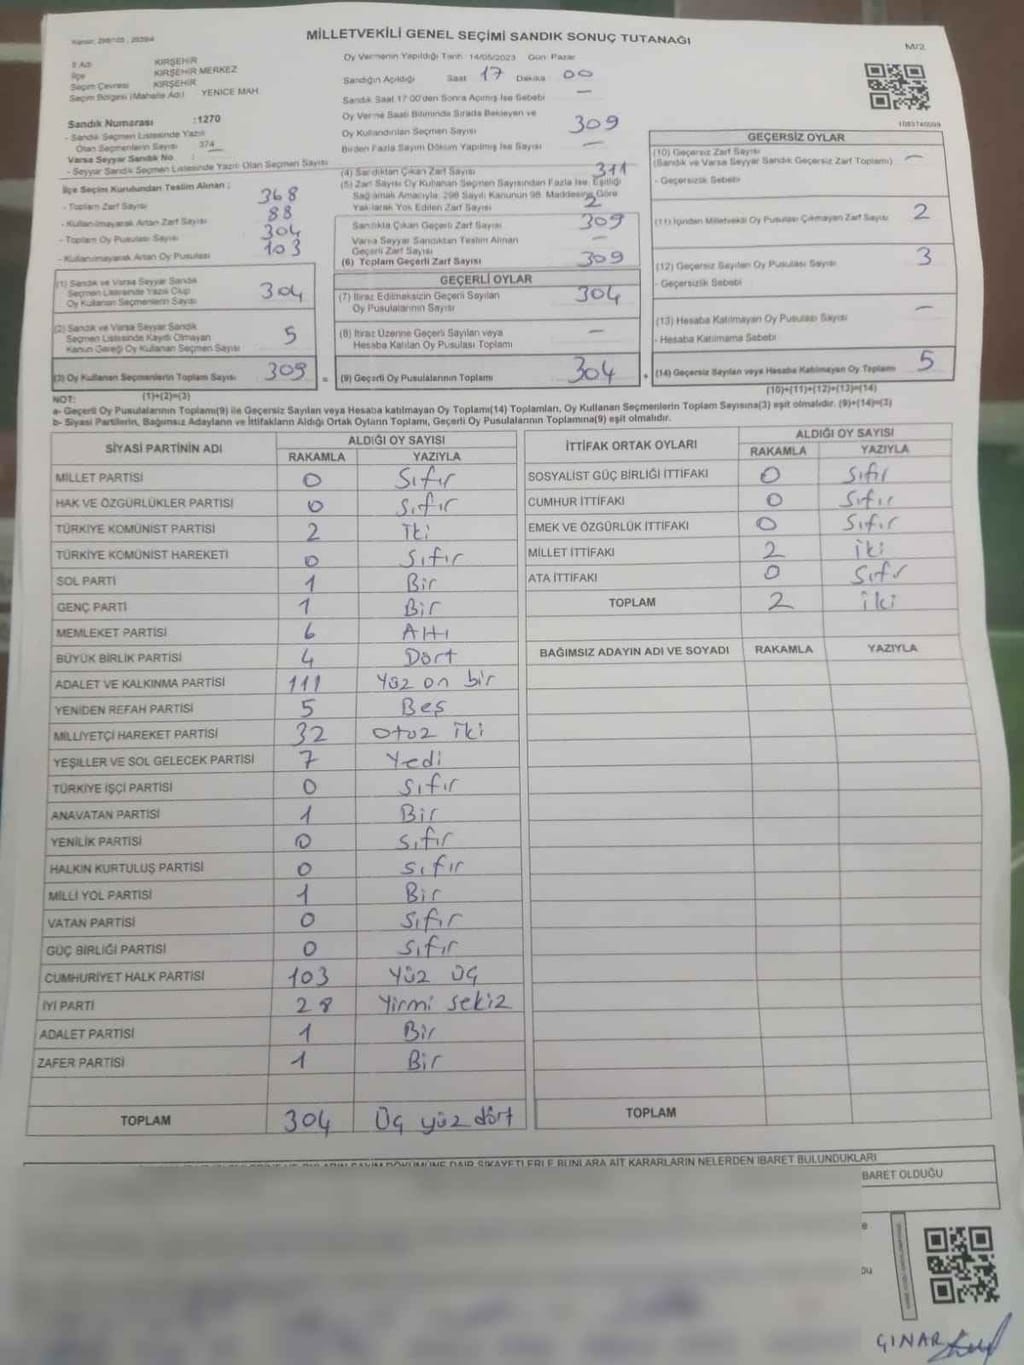 MİLLETVEKİLİ GENEL SEÇİMİ SANDIK SONUÇ TUTANAĞI
M/2
İl Adı KIRŞEHİR
İlçe KIRŞEHİR MERKEZ
Seçim Çevresi KIRŞEHİR
Seçim Bölgesi (Mahalle Adı) YENİCE MAH.
Sandık Numarası :1270
- Sandık Seçmen Listesinde Yazılı
Olan Seçmenlerin Sayısı 374
Varsa Seyyar Sandık No :
- Seyyar Sandık Seçmen Listesinde Yazılı Olan Seçmen Sayısı
İlçe Seçim Kurulundan Teslim Alınan ;
- Toplam Zarf Sayısı 368
- Kullanılmayarak Artan Zarf Sayısı 88
- Toplam Oy Pusulası Sayısı 304
- Kullanılmayarak Artan Oy Pusulası 103
(1) Sandık ve Varsa Seyyar Sandık
Seçmen Listesinde Yazılı Olup
Oy Kullanan Seçmenlerin Sayısı 304
(2) Sandık ve Varsa Seyyar Sandık
Seçmen Listesinde Kayıtlı Olmayan
Kanun Gereği Oy Kullanan Seçmen Sayısı 5
(3) Oy Kullanan Seçmenlerin Toplam Sayısı 309
(1)+(2)=(3)
Oy Vermenin Yapıldığı Tarih: 14/05/2023 Gün: Pazar
Sandığın Açıldığı Saat 17 Dakika 00
Sandık Saat 17:00'den Sonra Açılmış İse Sebebi —
Oy Verme Saati Bitiminde Sırada Bekleyen ve
Oy Kullandırılan Seçmen Sayısı 309
Birden Fazla Sayım Döküm Yapılmış İse Sayısı —
(4) Sandıktan Çıkan Zarf Sayısı 311
(5) Zarf Sayısı Oy Kullanan Seçmen Sayısından Fazla İse, Eşitliği
Sağlamak Amacıyla, 298 Sayılı Kanunun 98. Maddesine Göre
Yakılarak Yok Edilen Zarf Sayısı 2
Sandıkta Çıkan Geçerli Zarf Sayısı 309
Varsa Seyyar Sandıktan Teslim Alınan
Geçerli Zarf Sayısı —
(6) Toplam Geçerli Zarf Sayısı 309
GEÇERLİ OYLAR
(7) İtiraz Edilmeksizin Geçerli Sayılan
Oy Pusulalarının Sayısı 304
(8) İtiraz Üzerine Geçerli Sayılan veya
Hesaba Katılan Oy Pusulası Toplamı —
= (9) Geçerli Oy Pusulalarının Toplamı 304
1083140099
GEÇERSİZ OYLAR
(10) Geçersiz Zarf Sayısı
(Sandık ve Varsa Seyyar Sandık Geçersiz Zarf Toplamı) —
- Geçersizlik Sebebi
(11) İçinden Milletvekili Oy Pusulası Çıkmayan Zarf Sayısı 2
(12) Geçersiz Sayılan Oy Pusulası Sayısı 3
- Geçersizlik Sebebi
(13) Hesaba Katılmayan Oy Pusulası Sayısı —
- Hesaba Katılmama Sebebi
+ (14) Geçersiz Sayılan veya Hesaba Katılmayan Oy Toplamı 5
(10)+(11)+(12)+(13)=(14)
NOT:
a- Geçerli Oy Pusulalarının Toplamı(9) ile Geçersiz Sayılan veya Hesaba katılmayan Oy Toplamı(14) Toplamları, Oy Kullanan Seçmenlerin Toplam Sayısına(3) eşit olmalıdır. (9)+(14)=(3)
b- Siyasi Partilerin, Bağımsız Adayların ve İttifakların Aldığı Ortak Oyların Toplamı, Geçerli Oy Pusulalarının Toplamına(9) eşit olmalıdır.
SİYASİ PARTİNİN ADI ALDIĞI OY SAYISI
RAKAMLA YAZIYLA
MİLLET PARTİSİ 0 Sıfır
HAK VE ÖZGÜRLÜKLER PARTİSİ 0 Sıfır
TÜRKİYE KOMÜNİST PARTİSİ 2 İki
TÜRKİYE KOMÜNİST HAREKETİ 0 Sıfır
SOL PARTİ 1 Bir
GENÇ PARTİ 1 Bir
MEMLEKET PARTİSİ 6 Altı
BÜYÜK BİRLİK PARTİSİ 4 Dört
ADALET VE KALKINMA PARTİSİ 111 Yüz on bir
YENİDEN REFAH PARTİSİ 5 Beş
MİLLİYETÇİ HAREKET PARTİSİ 32 Otuz İki
YEŞİLLER VE SOL GELECEK PARTİSİ 7 Yedi
TÜRKİYE İŞÇİ PARTİSİ 0 Sıfır
ANAVATAN PARTİSİ 1 Bir
YENİLİK PARTİSİ 0 Sıfır
HALKIN KURTULUŞ PARTİSİ 0 Sıfır
MİLLİ YOL PARTİSİ 1 Bir
VATAN PARTİSİ 0 Sıfır
GÜÇ BİRLİĞİ PARTİSİ 0 Sıfır
CUMHURİYET HALK PARTİSİ 103 Yüz üç
İYİ PARTİ 28 Yirmi sekiz
ADALET PARTİSİ 1 Bir
ZAFER PARTİSİ 1 Bir
TOPLAM 304 Üç yüz dört
İTTİFAK ORTAK OYLARI ALDIĞI OY SAYISI
RAKAMLA YAZIYLA
SOSYALİST GÜÇ BİRLİĞİ İTTİFAKI 0 Sıfır
CUMHUR İTTİFAKI 0 Sıfır
EMEK VE ÖZGÜRLÜK İTTİFAKI 0 Sıfır
MİLLET İTTİFAKI 2 İki
ATA İTTİFAKI 0 Sıfır
TOPLAM 2 İki
BAĞIMSIZ ADAYIN ADI VE SOYADI RAKAMLA YAZIYLA
TOPLAM
DAİR ŞİKAYETLERLE BUNLARA AİT KARARLARIN NELERDEN İBARET BULUNDUKLARI
BARET OLDUĞU
ÇINAR